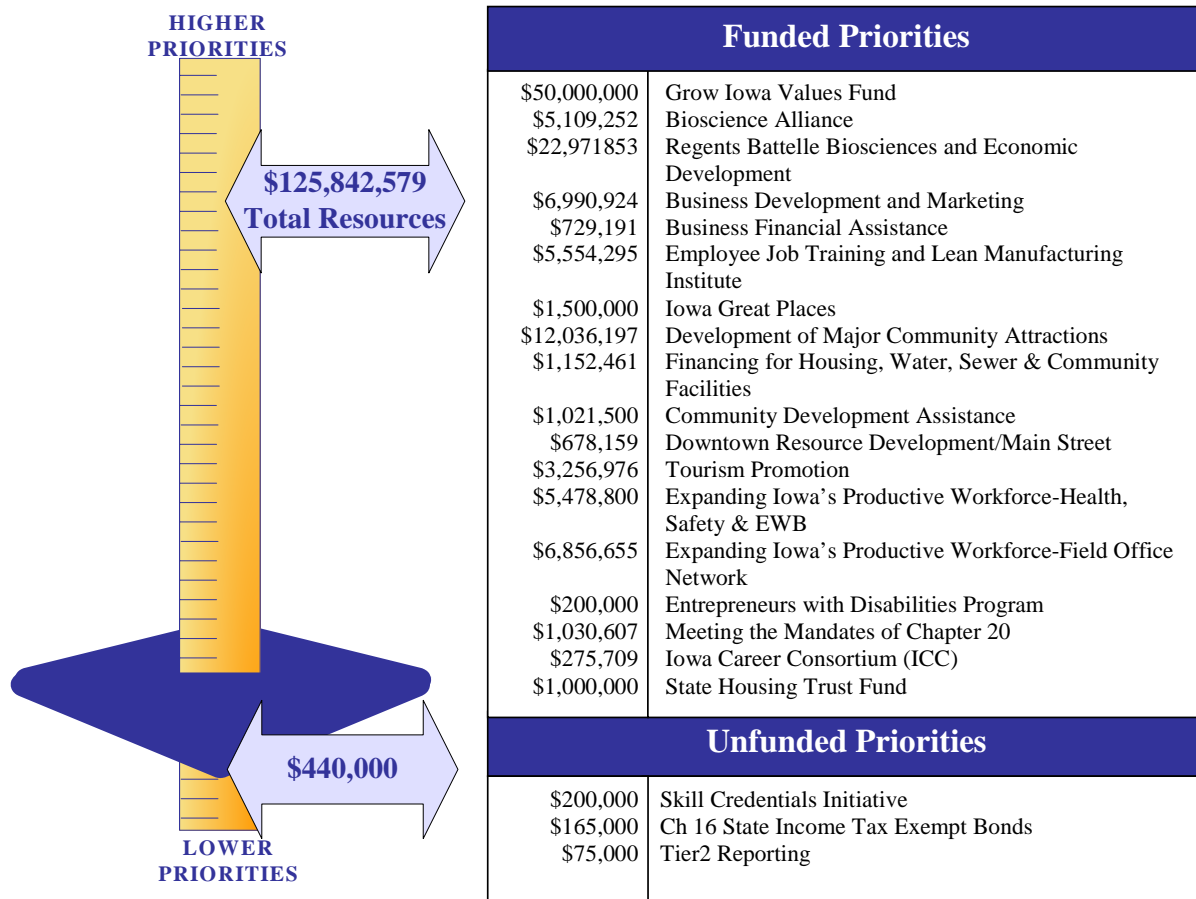 HIGHER
PRIORITIES
$125,842,579
Total Resources
$440,000
LOWER
PRIORITIES
Funded Priorities
$50,000,000 Grow Iowa Values Fund
$5,109,252 Bioscience Alliance
$22,971853 Regents Battelle Biosciences and Economic
Development
$6,990,924 Business Development and Marketing
$729,191 Business Financial Assistance
$5,554,295 Employee Job Training and Lean Manufacturing
Institute
$1,500,000 Iowa Great Places
$12,036,197 Development of Major Community Attractions
$1,152,461 Financing for Housing, Water, Sewer & Community
Facilities
$1,021,500 Community Development Assistance
$678,159 Downtown Resource Development/Main Street
$3,256,976 Tourism Promotion
$5,478,800 Expanding Iowa’s Productive Workforce-Health,
Safety & EWB
$6,856,655 Expanding Iowa’s Productive Workforce-Field Office
Network
$200,000 Entrepreneurs with Disabilities Program
$1,030,607 Meeting the Mandates of Chapter 20
$275,709 Iowa Career Consortium (ICC)
$1,000,000 State Housing Trust Fund
Unfunded Priorities
$200,000 Skill Credentials Initiative
$165,000 Ch 16 State Income Tax Exempt Bonds
$75,000 Tier2 Reporting